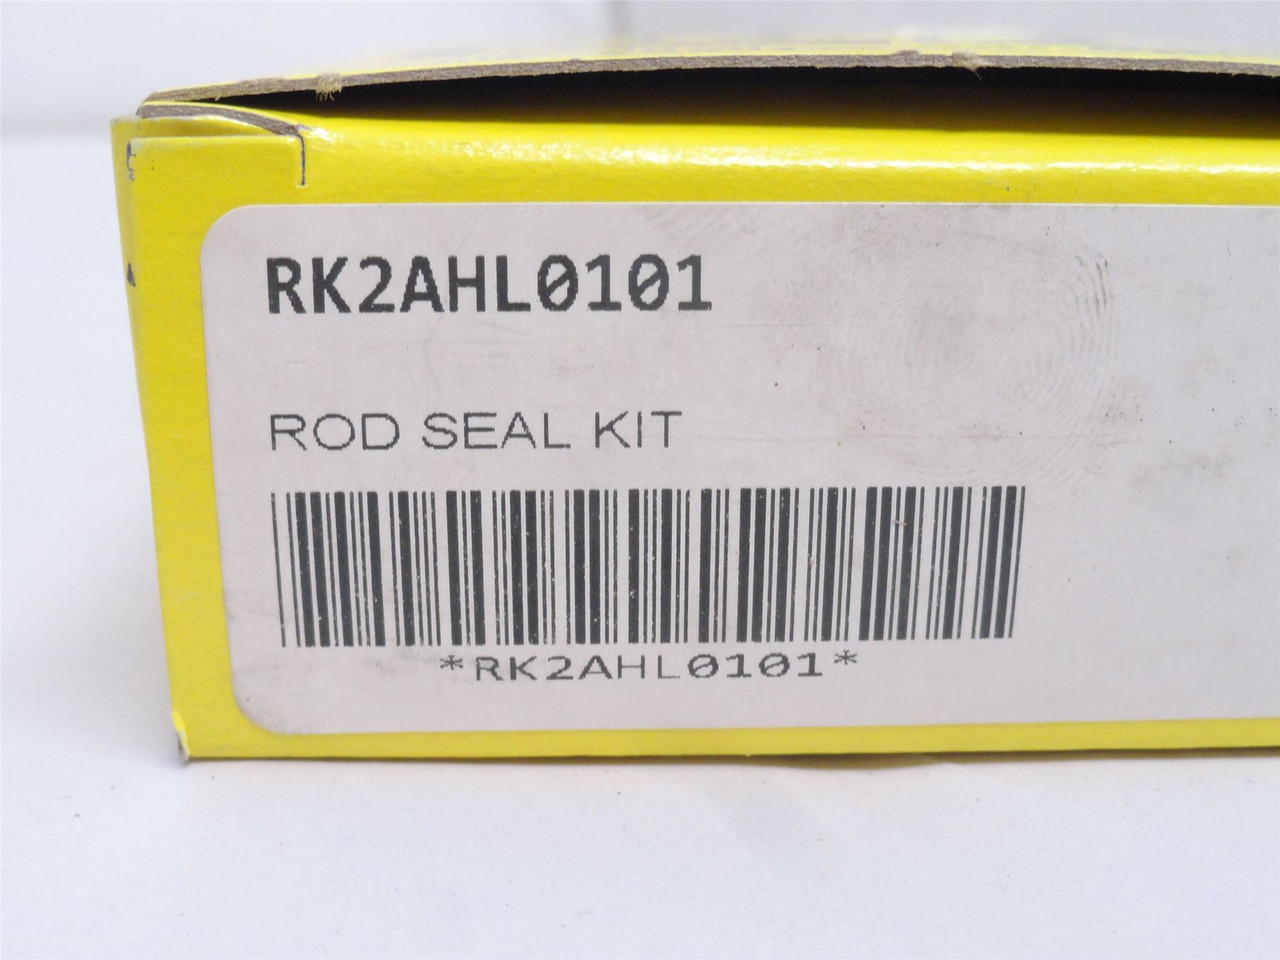 RK2AHL0101
ROD SEAL KIT
*RK2AHL0101*